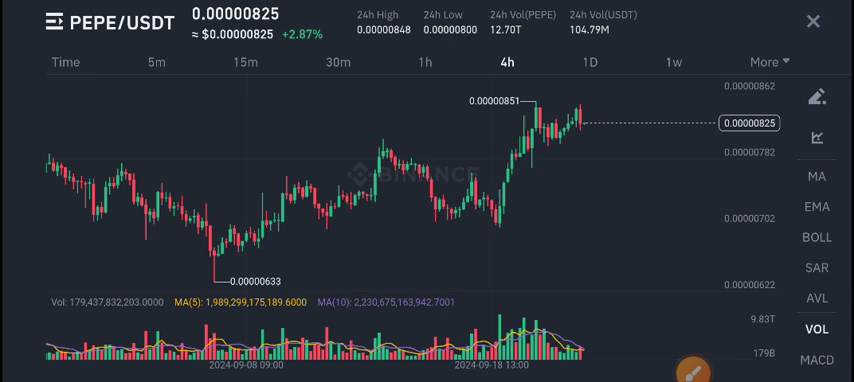 PEPE/USDT
0.00000825
≈ $0.00000825 +2.87%
24h High 24h Low 24h Vol(PEPE) 24h Vol(USDT)
0.00000848 0.00000800 12.70T 104.79M
Time 5m 15m 30m 1h 4h 1D 1w More
0.00000862
0.00000851
0.00000825
0.00000782
BINANCE
MA
EMA
0.00000702
BOLL
SAR
0.00000633
0.00000622
AVL
Vol: 179,437,832,203.0000 MA(5): 1,989,299,175,189.6000 MA(10): 2,230,675,163,942.7001
9.83T
VOL
179B
MACD
2024-09-08 09:00 2024-09-18 13:00